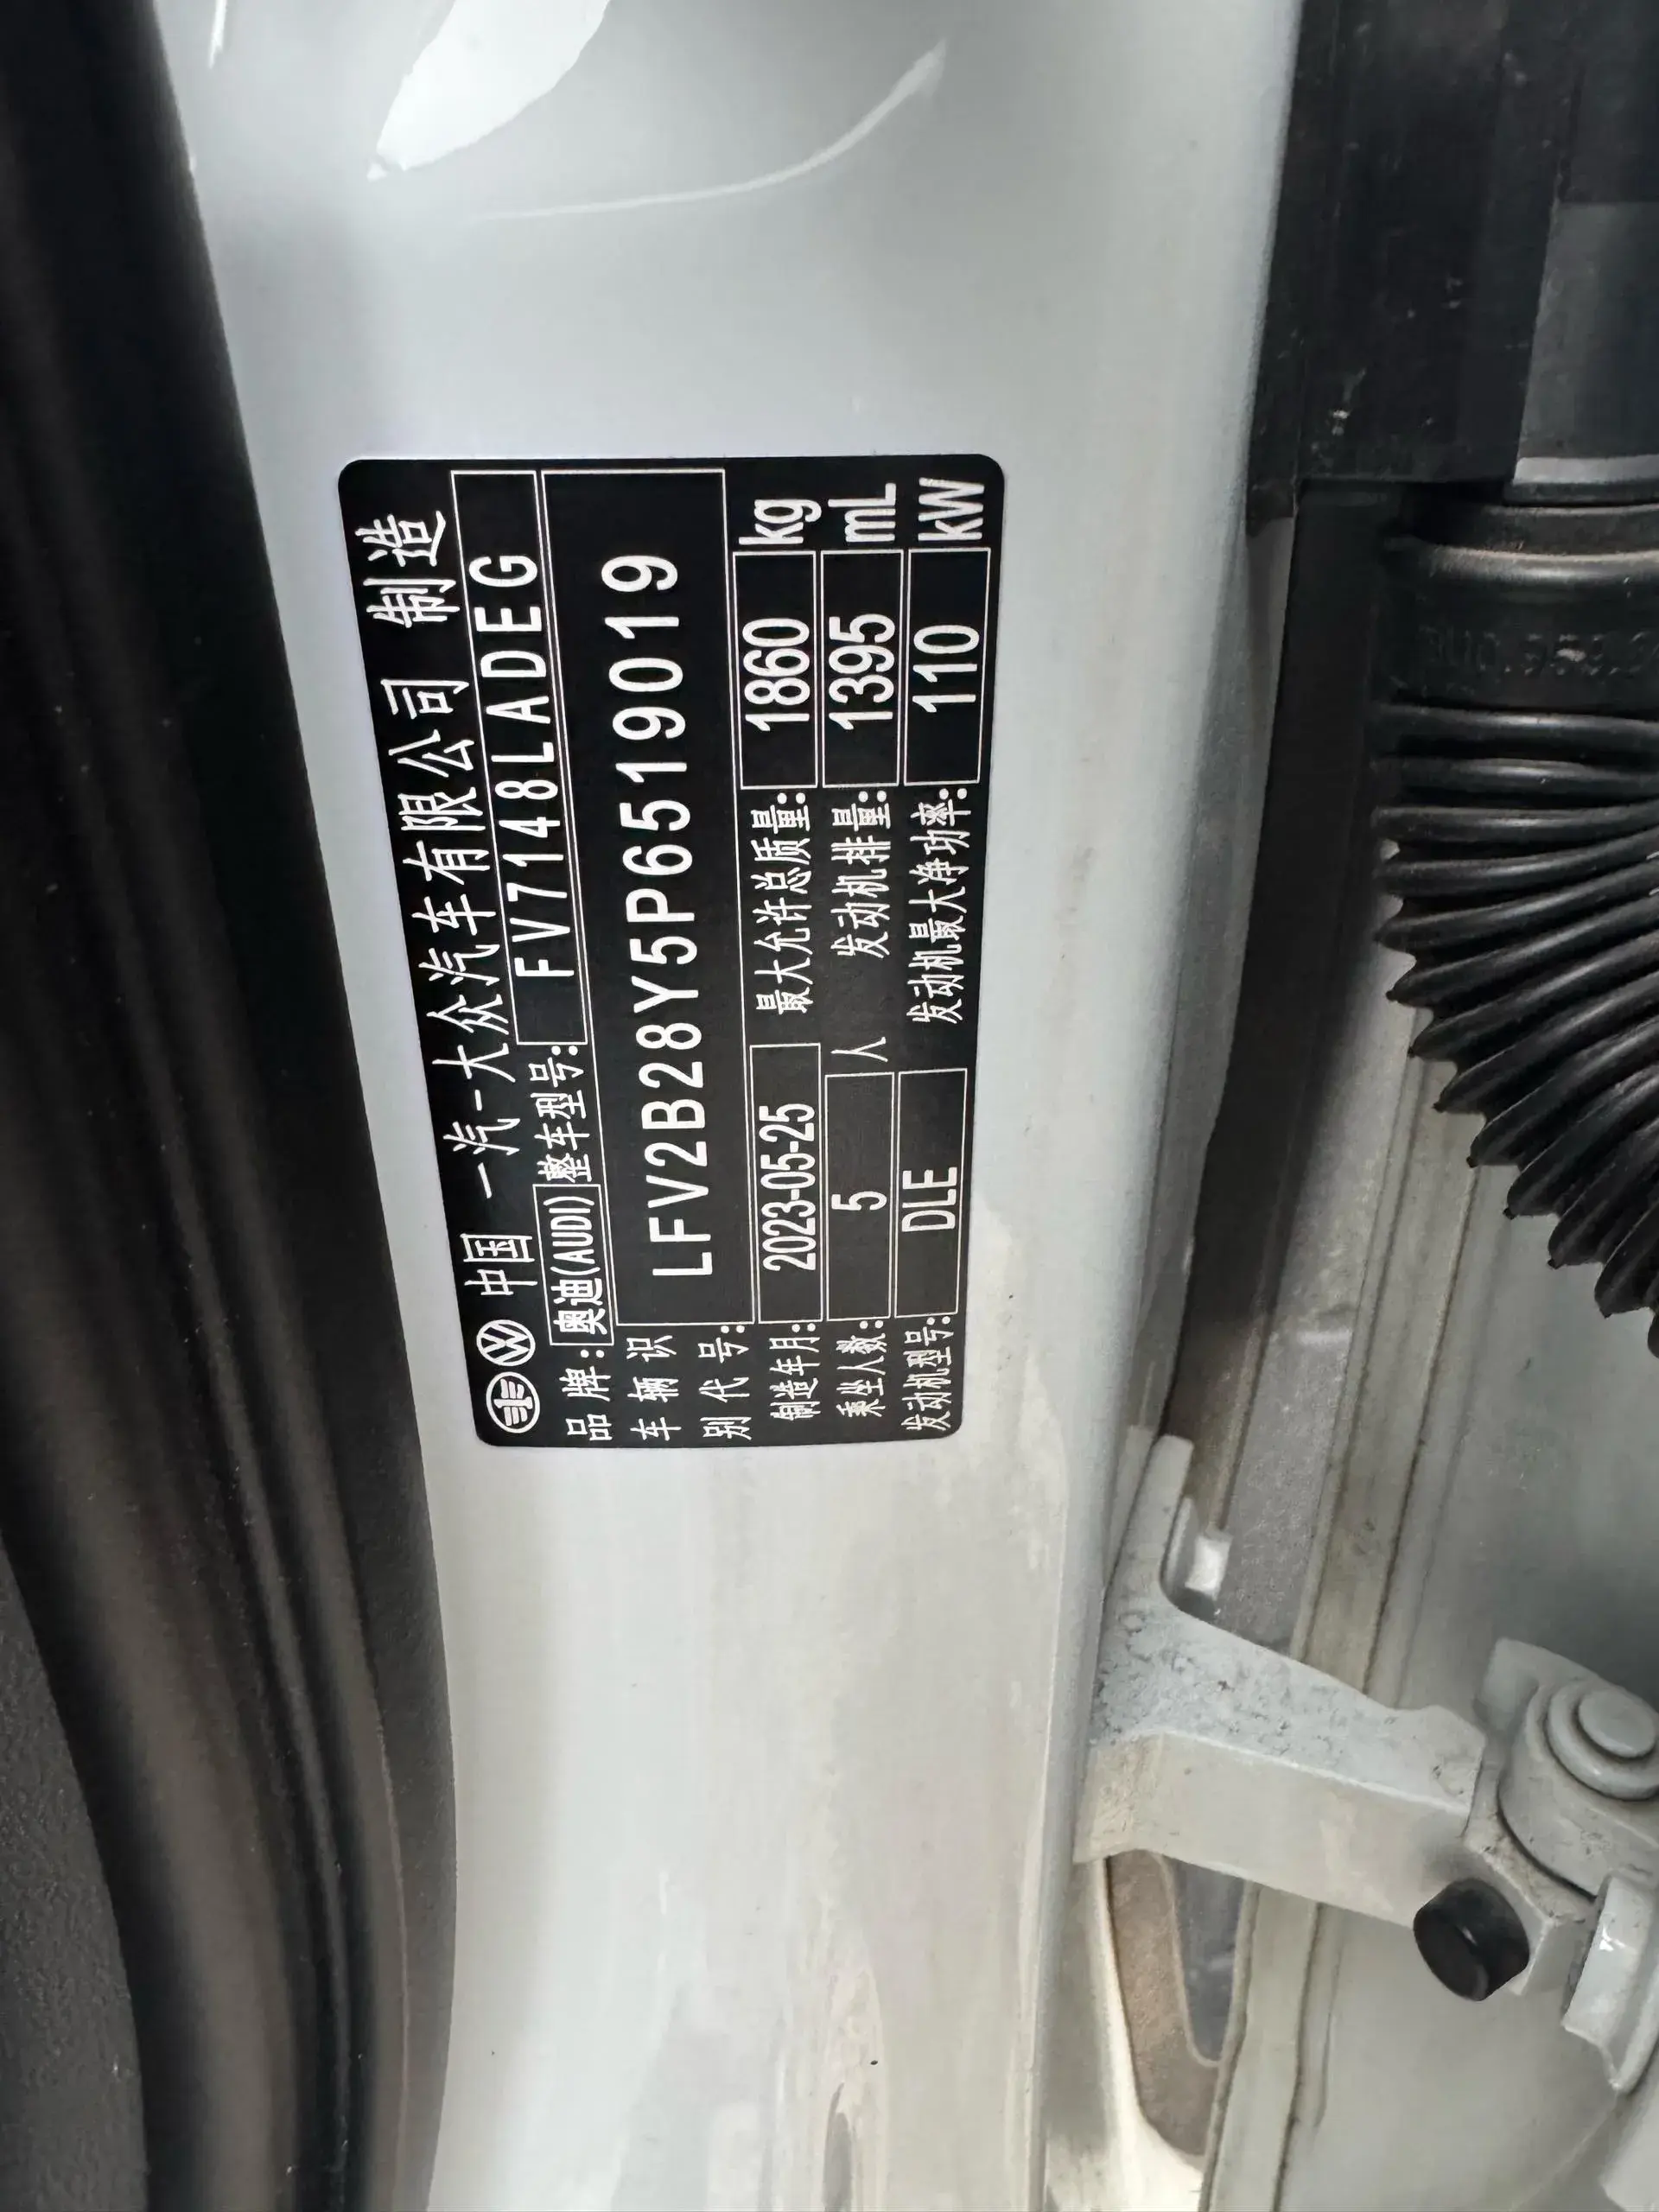 中国 一汽-大众汽车有限公司 制造
品牌: 奥迪(AUDI) 整车型号: FV7148LADEG
车辆识别代号: LFV2B28Y5P6519019
制造年月: 2023-05-25 最大允许总质量: 1860 kg
乘坐人数: 5 人 发动机排量: 1395 mL
发动机型号: DLE 发动机最大净功率: 110 kW